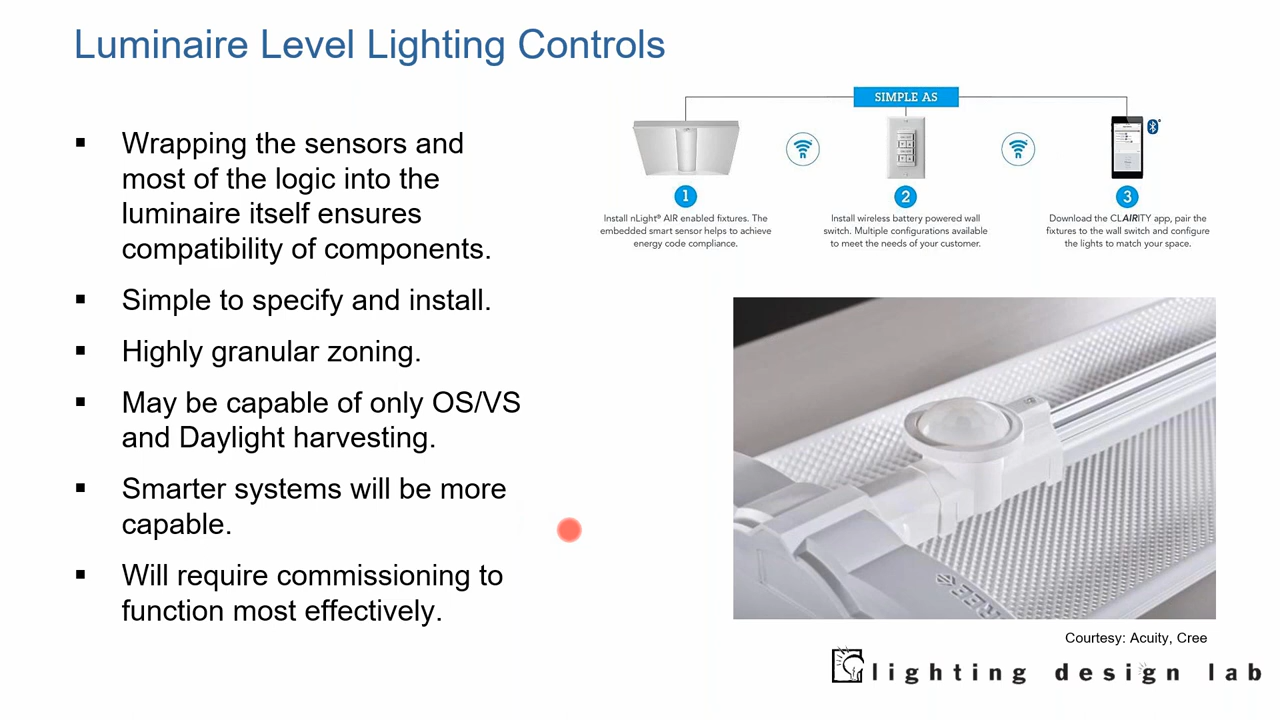 Luminaire Level Lighting Controls
▪ Wrapping the sensors and
most of the logic into the
luminaire itself ensures
compatibility of components.
▪ Simple to specify and install.
▪ Highly granular zoning.
▪ May be capable of only OS/VS
and Daylight harvesting.
▪ Smarter systems will be more
capable.
▪ Will require commissioning to
function most effectively.
SIMPLE AS
1
Install nLight® AIR enabled fixtures. The
embedded smart sensor helps to achieve
energy code compliance.
2
Install wireless battery powered wall
switch. Multiple configurations available
to meet the needs of your customer.
3
Download the CLAIRITY app, pair the
fixtures to the wall switch and configure
the lights to match your space.
CREE
Courtesy: Acuity, Cree
lighting design lab